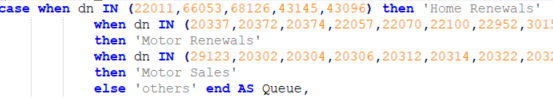 case when dn IN (22011,66053,68126,43145,43096) then 'Home Renewals'
when dn IN (20337,20372,20374,22057,22070,22100,22952,3015
then 'Motor Renewals'
when dn IN (29123,20302,20304,20306,20312,20314,20322,2032
then 'Motor Sales'
else 'others' end AS Queue,